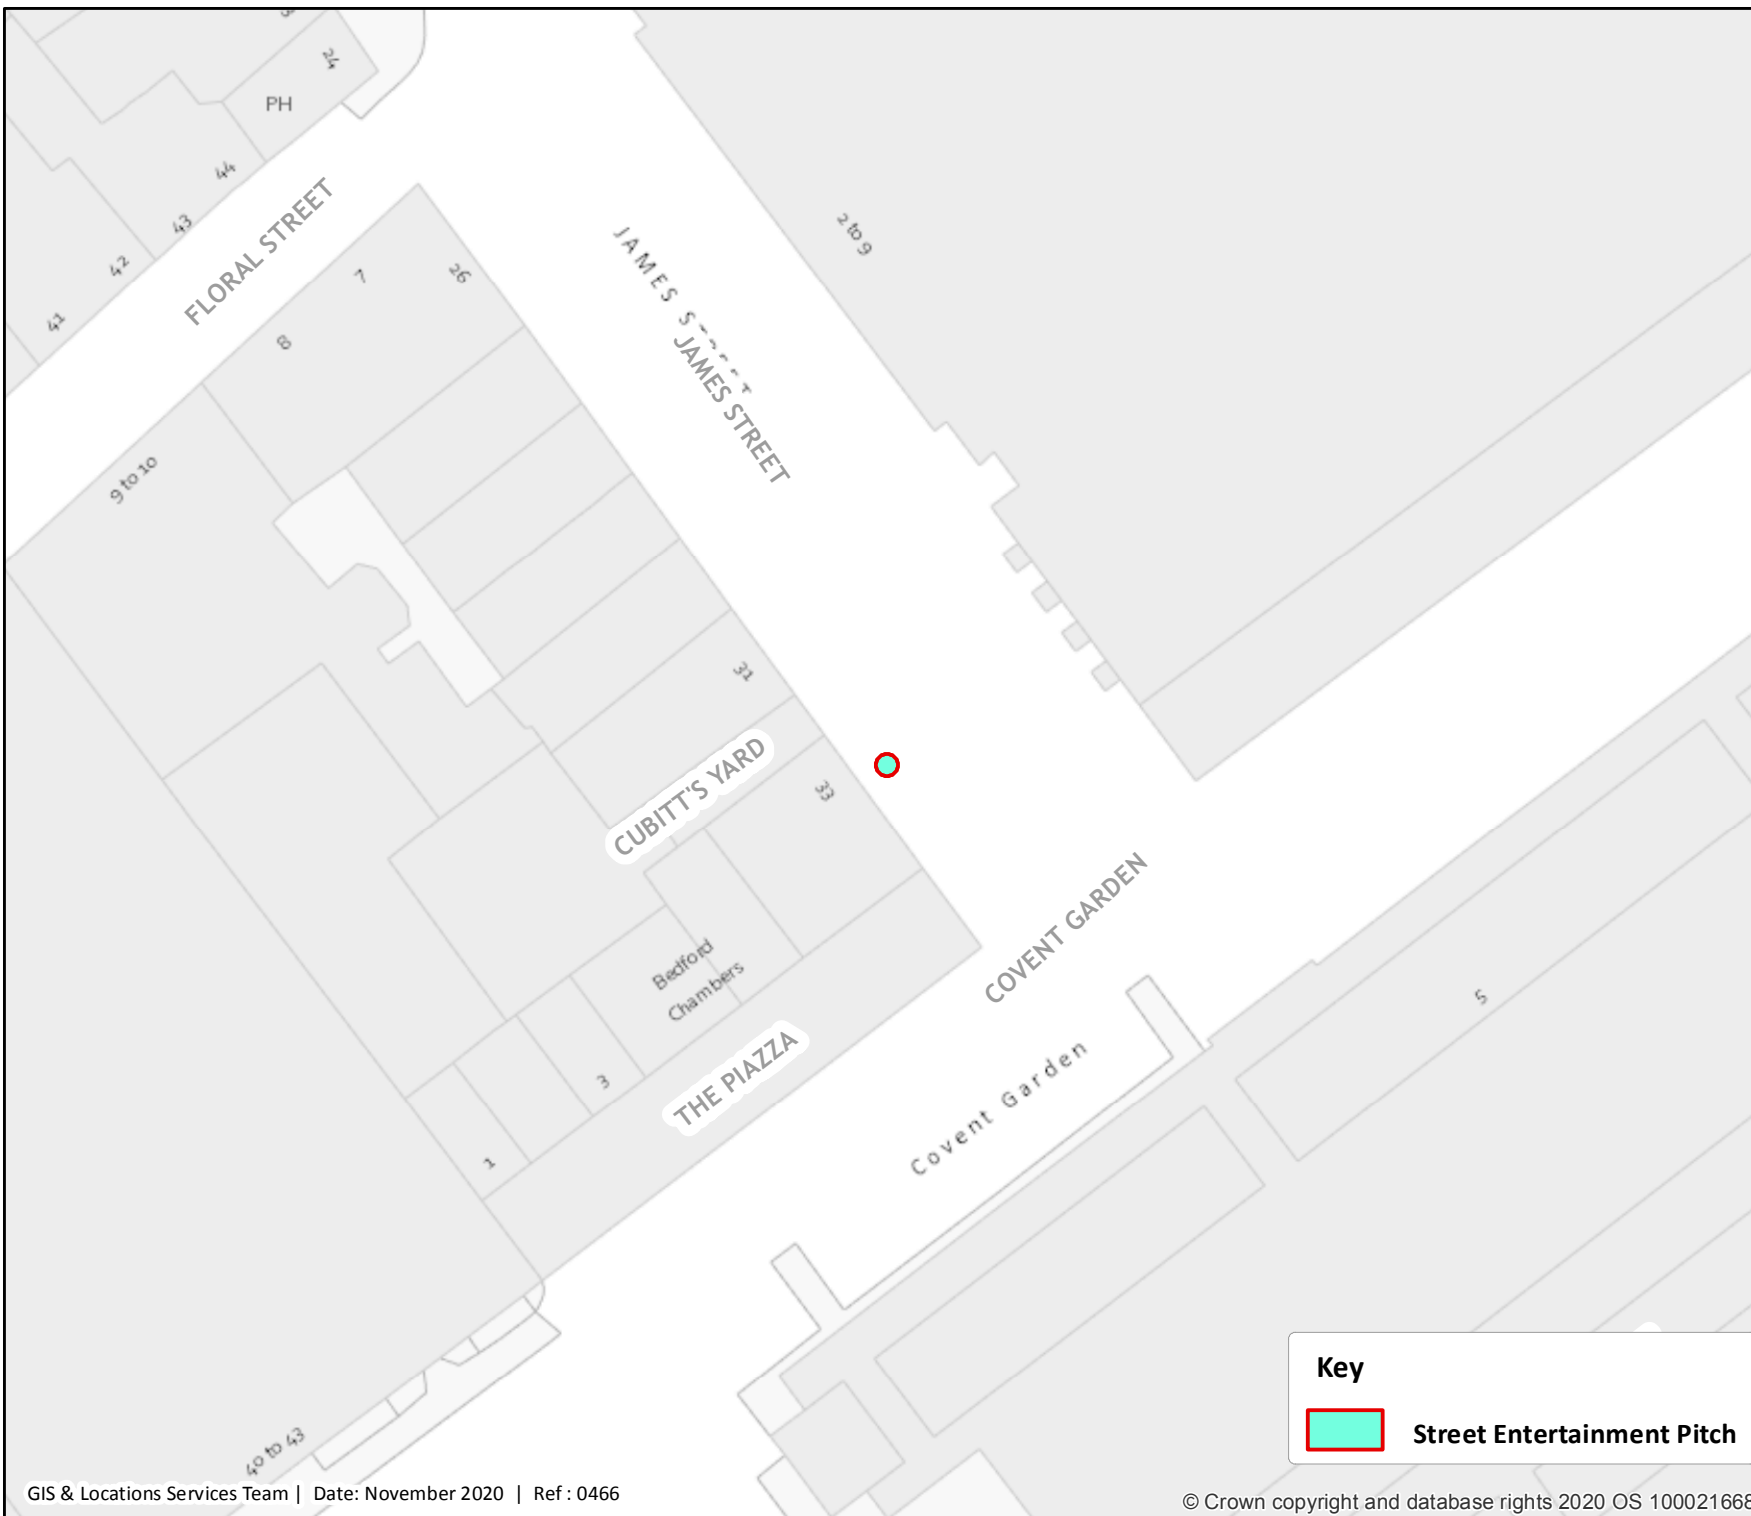 24
PH
44
43
42
41
FLORAL STREET
7
26
8
9 to 10
2 to 9
JAMES
JAMES STREET
31
CUBITT'S YARD
33
Bedford
Chambers
THE PIAZZA
3
1
COVENT GARDEN
Covent Garden
5
40 to 43
Key
Street Entertainment Pitch
GIS & Locations Services Team | Date: November 2020 | Ref : 0466
© Crown copyright and database rights 2020 OS 100021668